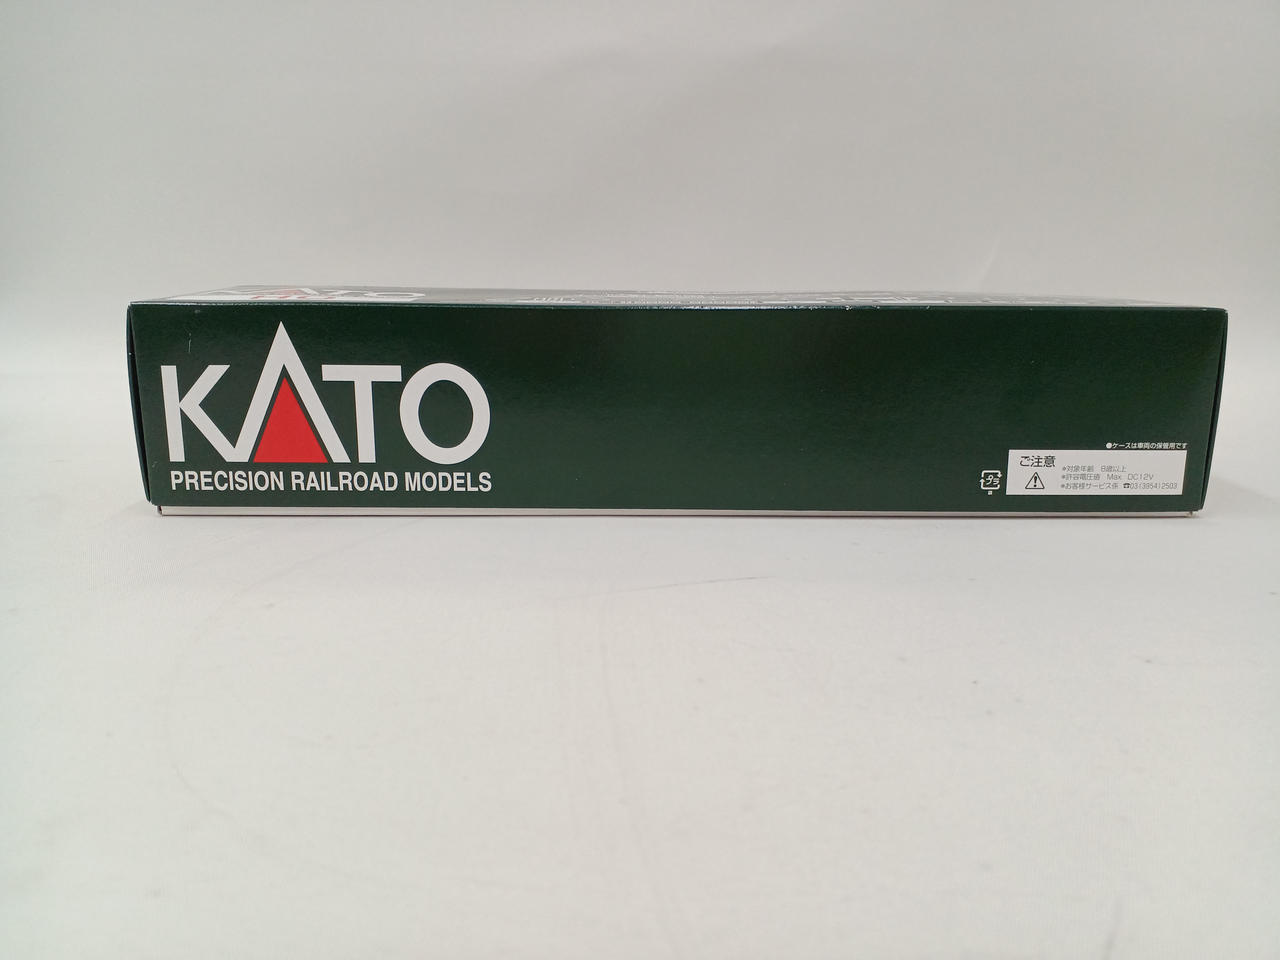 KATO
PRECISION RAILROAD MODELS
●ケースは車両の保管用です
ご注意
※対象年齢 8歳以上
※許容電圧値 Max. DC12V
※お客様サービス係 ☎03(3954)2503
プラ